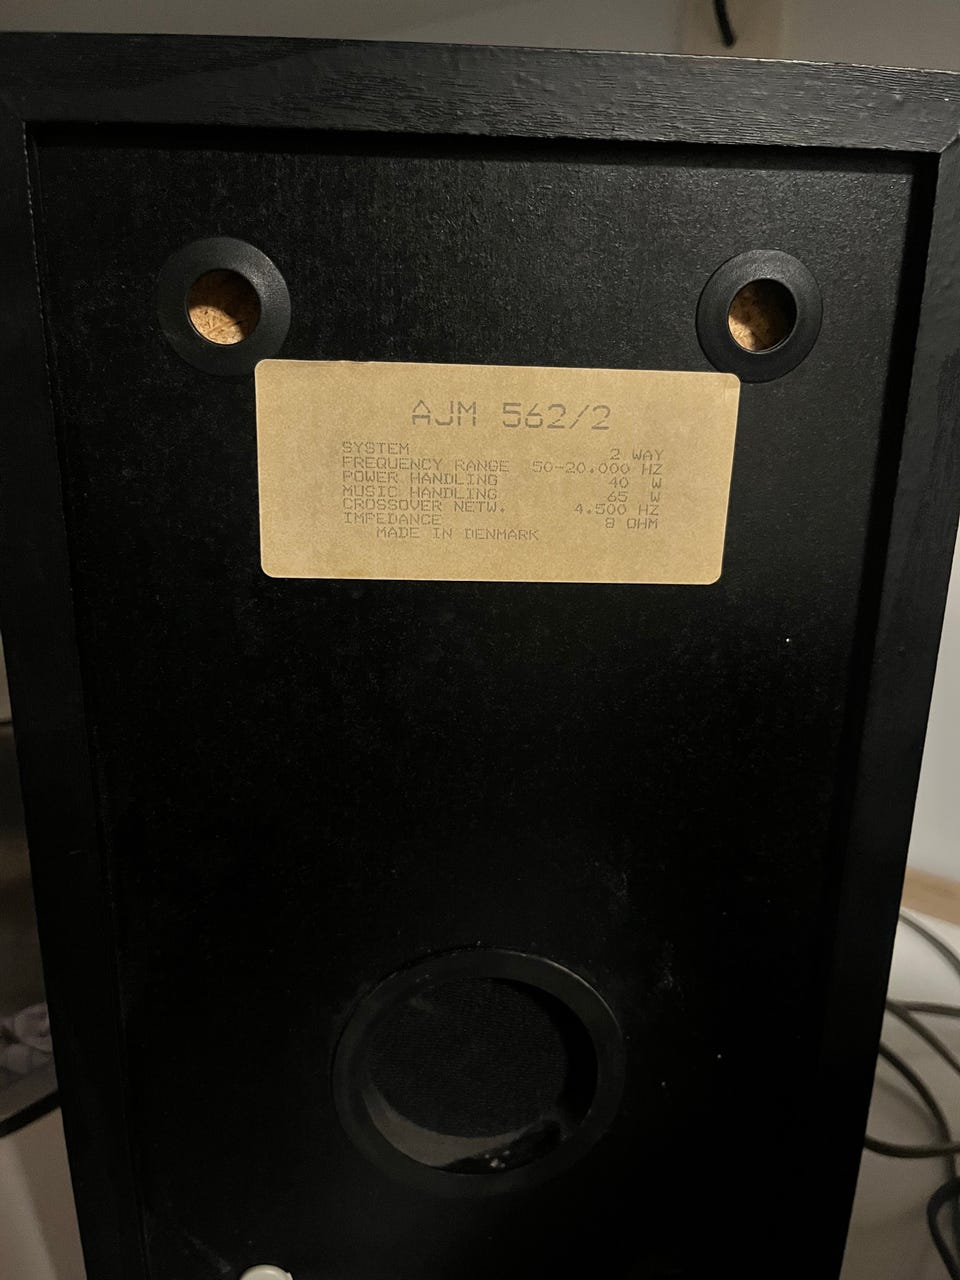 AJM 562/2
SYSTEM 2 WAY
FREQUENCY RANGE 50-20.000 HZ
POWER HANDLING 40 W
MUSIC HANDLING 65 W
CROSSOVER NETW. 4.500 HZ
IMPEDANCE 8 OHM
MADE IN DENMARK